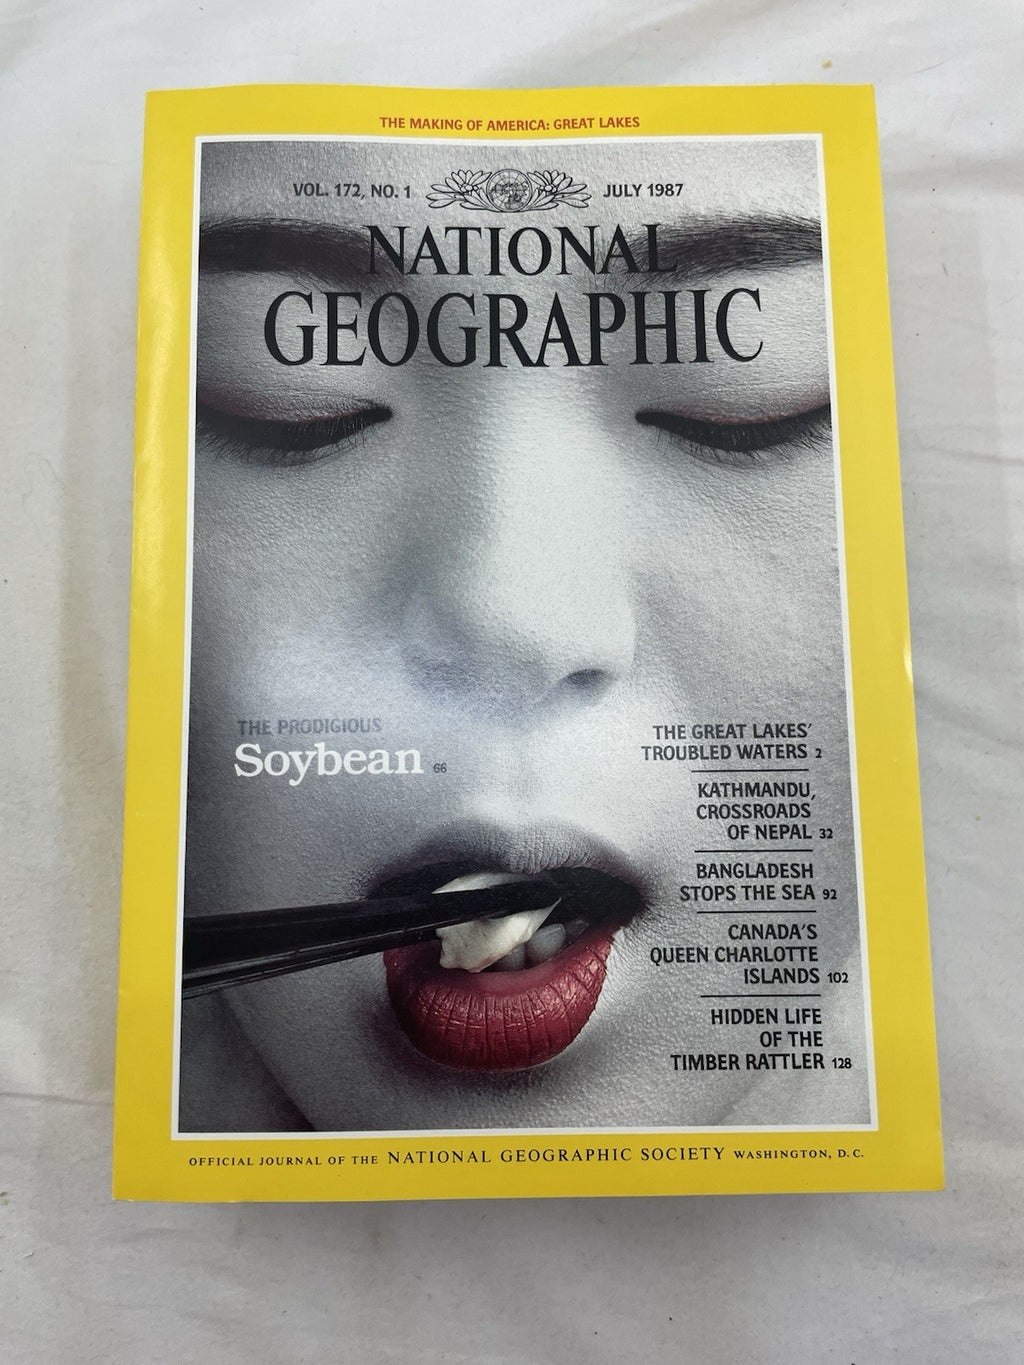 THE MAKING OF AMERICA: GREAT LAKES
VOL. 172, NO. 1
JULY 1987
NATIONAL
GEOGRAPHIC
THE PRODIGIOUS
Soybean 66
THE GREAT LAKES'
TROUBLED WATERS 2
KATHMANDU,
CROSSROADS
OF NEPAL 32
BANGLADESH
STOPS THE SEA 92
CANADA'S
QUEEN CHARLOTTE
ISLANDS 102
HIDDEN LIFE
OF THE
TIMBER RATTLER 128
OFFICIAL JOURNAL OF THE NATIONAL GEOGRAPHIC SOCIETY WASHINGTON, D.C.